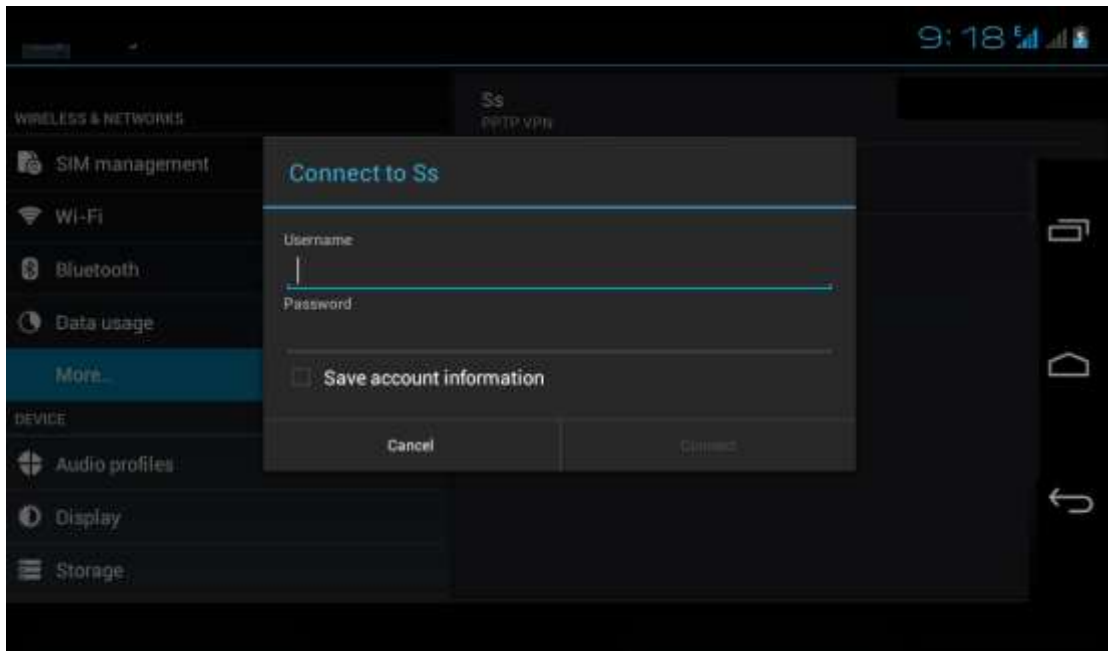 9:18 E
WIRELESS & NETWORKS
SIM management
Wi-Fi
Bluetooth
Data usage
More...
DEVICE
Audio profiles
Display
Storage
Ss
PPTP VPN
Connect to Ss
Username
Password
Save account information
Cancel
Connect